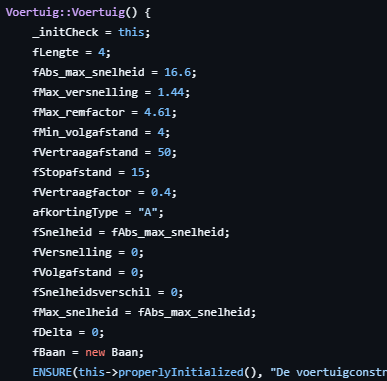 Voertuig::Voertuig() {
_initCheck = this;
fLengte = 4;
fAbs_max_snelheid = 16.6;
fMax_versnelling = 1.44;
fMax_remfactor = 4.61;
fMin_volgafstand = 4;
fVertraagafstand = 50;
fStopafstand = 15;
fVertraagfactor = 0.4;
afkortingType = "A";
fSnelheid = fAbs_max_snelheid;
fVersnelling = 0;
fVolgafstand = 0;
fSnelheidsverschil = 0;
fMax_snelheid = fAbs_max_snelheid;
fDelta = 0;
fBaan = new Baan;
ENSURE(this->properlyInitialized(), "De voertuigconstr